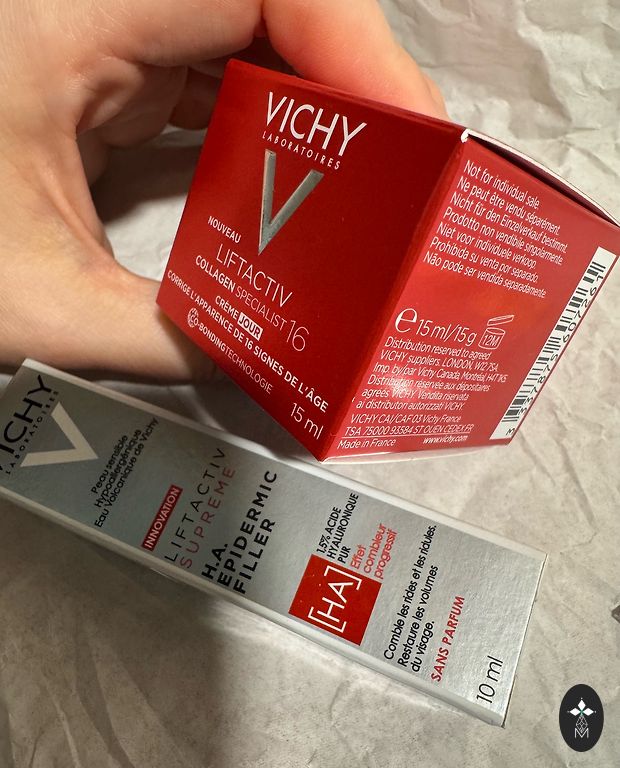 VICHY
LABORATOIRES
NOUVEAU
LIFTACTIV
COLLAGEN SPECIALIST 16
CRÈME JOUR
CORRIGE L'APPARENCE DE 16 SIGNES DE L'ÂGE
CO-BONDING TECHNOLOGIE
15 ml
Not for individual sale.
Ne peut être vendu séparément.
Nicht für den Einzelverkauf bestimmt.
Prodotto non vendibile singolarmente.
Niet voor individuele verkoop.
Prohibida su venta por separado.
Não pode ser vendida separadamente.
e 15 ml/15 g 12M
Distribution reserved to agreed
VICHY suppliers. LONDON, W12 7SA.
Imp. by/par Vichy Canada, Montréal, H4T 1K5
Distribution réservée aux dépositaires
agréés VICHY. Vendita riservata
ai distributori autorizzati VICHY.
VICHY CAI/CAF 03 Vichy France
TSA 75000 93584 ST OUEN CEDEX FR
Made in France www.vichy.com
ICHY
LABORATOIRES
Peau sensible
Hypoallergénique
Eau Volcanique de Vichy
INNOVATION
LIFTACTIV
SUPREME
H.A.
EPIDERMIC
FILLER
[HA]
1.5% ACIDE
HYALURONIQUE
PUR
Effet
combleur
progressif
Comble les rides et les ridules.
Restaure les volumes
du visage.
SANS PARFUM
10 ml
M